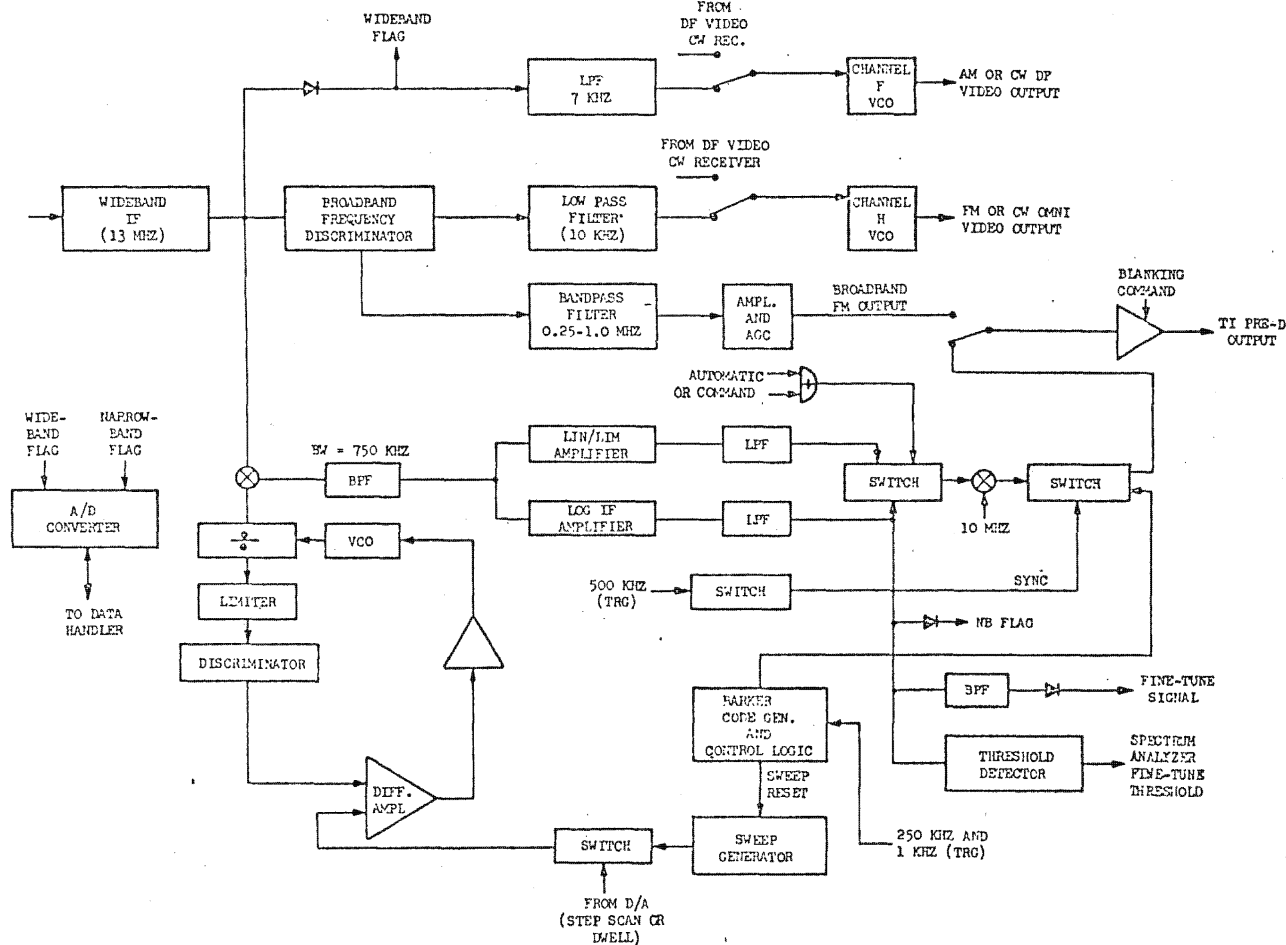 FROM
DF VIDEO
CW REC.
WIDEBAND
FLAG
LPF
7 KHZ
CHANNEL
F
VCO
AM OR CW DF
VIDEO OUTPUT
FROM DF VIDEO
CW RECEIVER
WIDEBAND
IF
(13 MHZ)
BROADBAND
FREQUENCY
DISCRIMINATOR
LOW PASS
FILTER
(10 KHZ)
CHANNEL
H
VCO
FM OR CW OMNI
VIDEO OUTPUT
BANDPASS
FILTER
0.25-1.0 MHZ
AMPL.
AND
AGC
BROADBAND
FM OUTPUT
BLANKING
COMMAND
TI PRE-D
OUTPUT
AUTOMATIC
OR COMMAND
+
WIDE-
BAND
FLAG
NARROW-
BAND
FLAG
BW = 750 KHZ
BPF
LIN/LIM
AMPLIFIER
LPF
SWITCH
SWITCH
10 MHZ
A/D
CONVERTER
LOG IF
AMPLIFIER
LPF
÷
VCO
TO DATA
HANDLER
LIMITER
500 KHZ
(TRG)
SWITCH
SYNC
NB FLAG
DISCRIMINATOR
BPF
FINE-TUNE
SIGNAL
BARKER
CODE GEN.
AND
CONTROL LOGIC
THRESHOLD
DETECTOR
SPECTRUM
ANALYZER
FINE-TUNE
THRESHOLD
SWEEP
RESET
DIFF.
AMPL
SWITCH
SWEEP
GENERATOR
250 KHZ AND
1 KHZ (TRG)
FROM D/A
(STEP SCAN OR
DWELL)